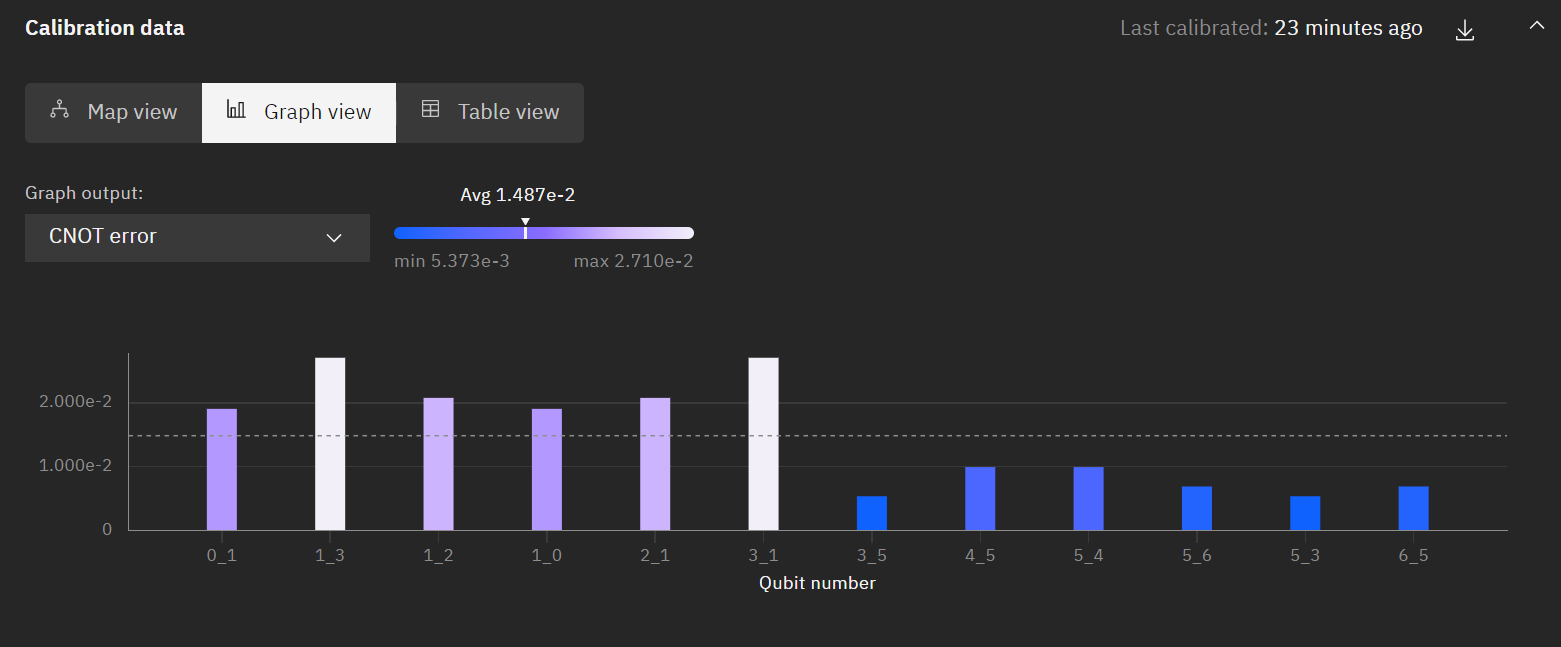 Calibration data
Last calibrated: 23 minutes ago
Map view
Graph view
Table view
Graph output:
CNOT error
Avg 1.487e-2
min 5.373e-3
max 2.710e-2
2.000e-2
1.000e-2
0
0_1 1_3 1_2 1_0 2_1 3_1 3_5 4_5 5_4 5_6 5_3 6_5
Qubit number